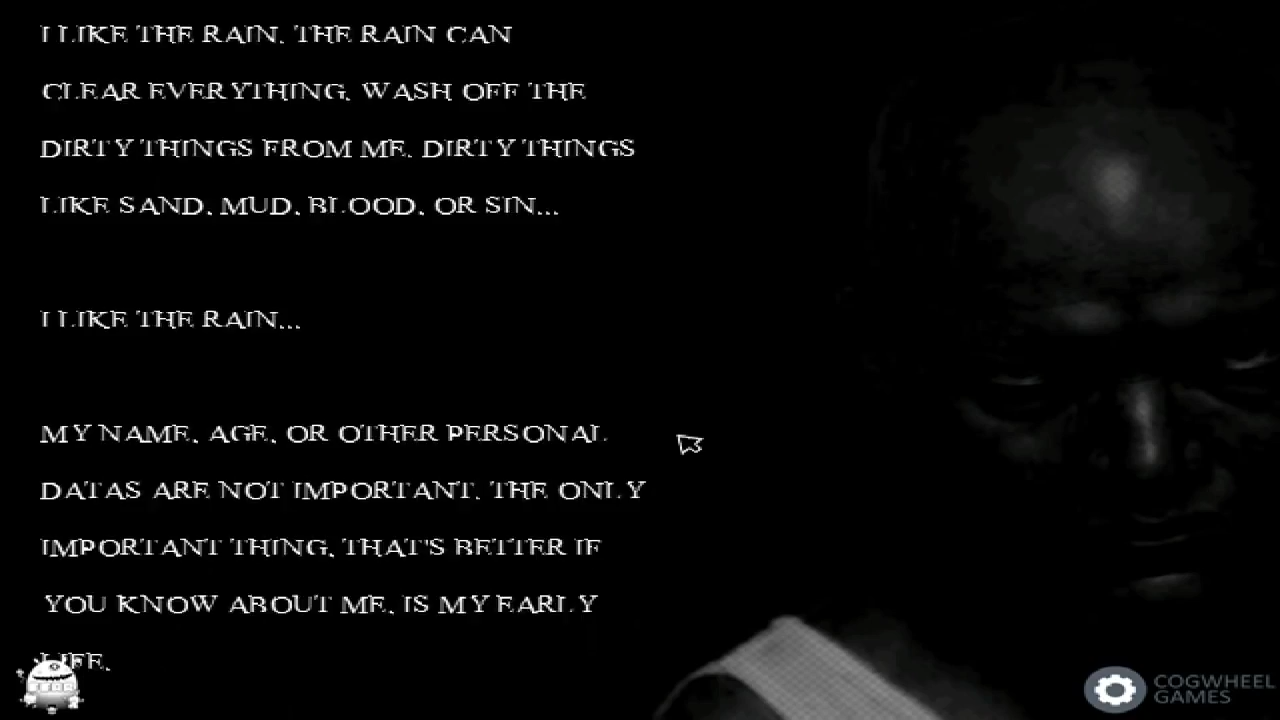 I LIKE THE RAIN. THE RAIN CAN
CLEAR EVERYTHING. WASH OFF THE
DIRTY THINGS FROM ME. DIRTY THINGS
LIKE SAND, MUD, BLOOD, OR SIN...
I LIKE THE RAIN...
MY NAME, AGE, OR OTHER PERSONAL
DATAS ARE NOT IMPORTANT. THE ONLY
IMPORTANT THING, THAT'S BETTER IF
YOU KNOW ABOUT ME, IS MY EARLY
LIFE.
COGWHEEL
GAMES